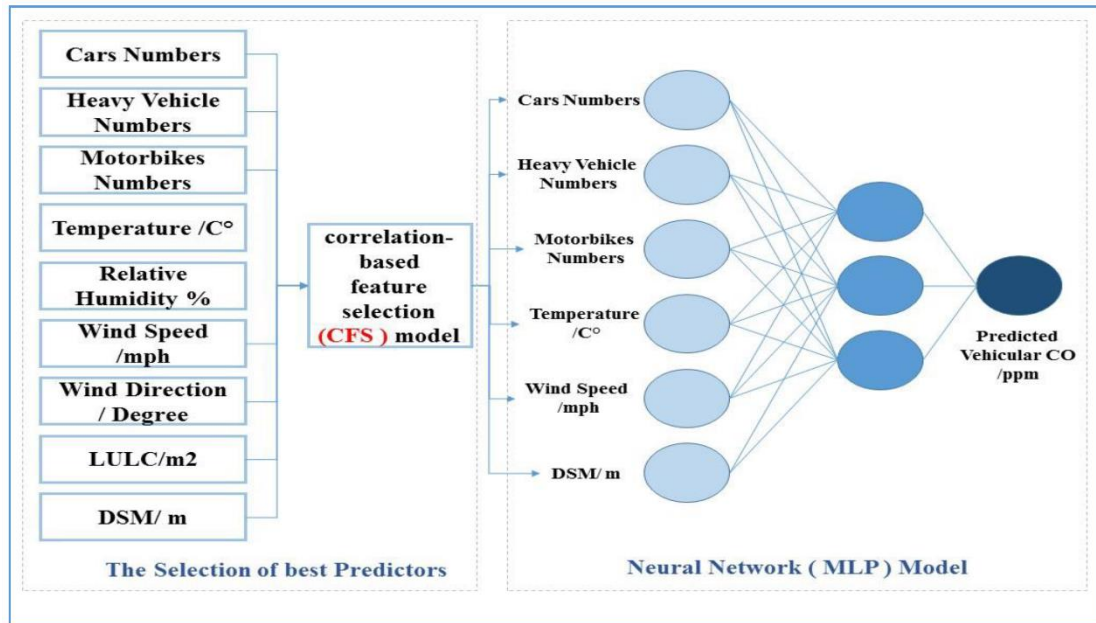 Cars Numbers
Heavy Vehicle
Numbers
Motorbikes
Numbers
Temperature /C°
Relative
Humidity %
Wind Speed
/mph
Wind Direction
/ Degree
LULC/m2
DSM/ m
The Selection of best Predictors
correlation-
based
feature
selection
(CFS ) model
Cars Numbers
Heavy Vehicle
Numbers
Motorbikes
Numbers
Temperature
/C°
Wind Speed
/mph
DSM/ m
Predicted
Vehicular CO
/ppm
Neural Network ( MLP ) Model